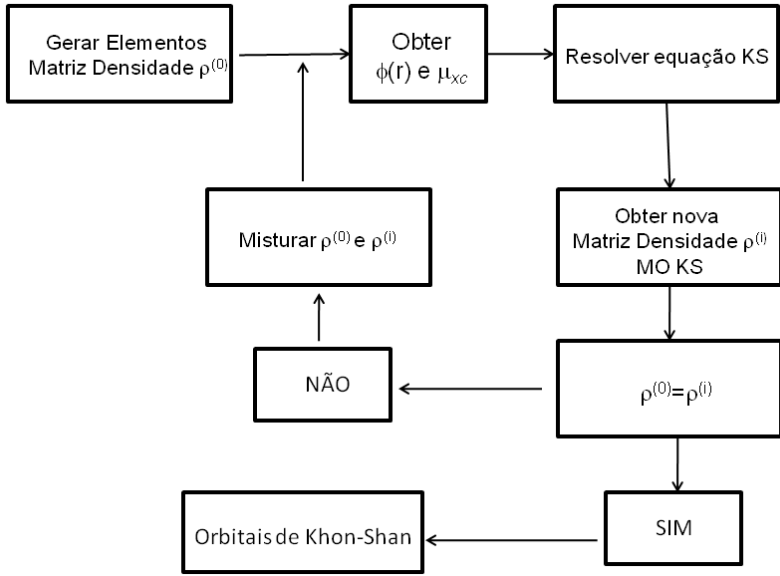 Gerar Elementos
Matriz Densidade ρ⁽⁰⁾
Obter
ϕ(r) e μxc
Resolver equação KS
Misturar ρ⁽⁰⁾ e ρ⁽ⁱ⁾
Obter nova
Matriz Densidade ρ⁽ⁱ⁾
MO KS
NÃO
ρ⁽⁰⁾=ρ⁽ⁱ⁾
Orbitais de Khon-Shan
SIM